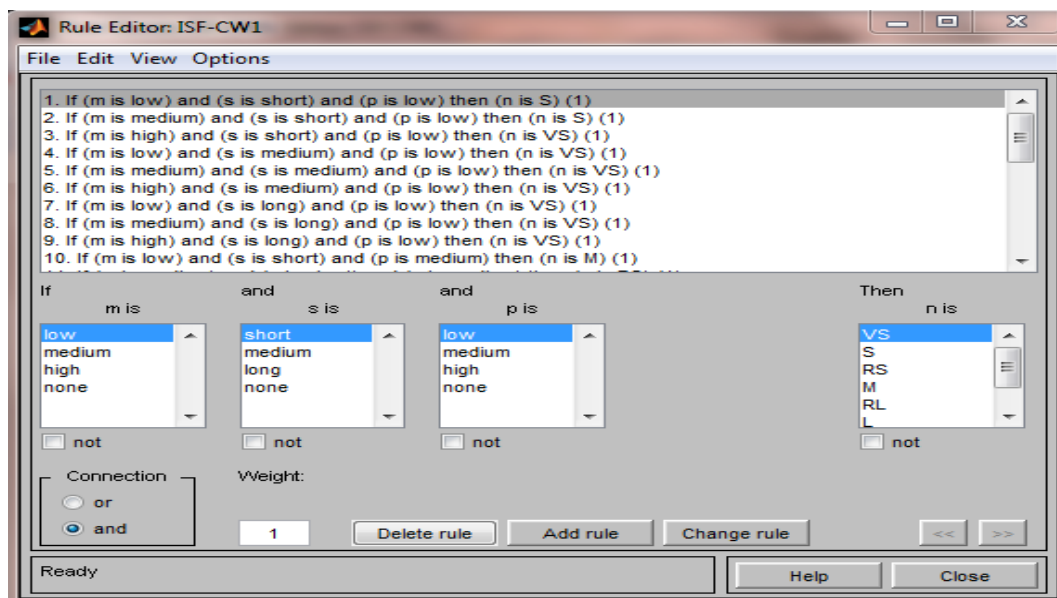 Rule Editor: ISF-CW1
File Edit View Options
1. If (m is low) and (s is short) and (p is low) then (n is S) (1)
2. If (m is medium) and (s is short) and (p is low) then (n is S) (1)
3. If (m is high) and (s is short) and (p is low) then (n is VS) (1)
4. If (m is low) and (s is medium) and (p is low) then (n is VS) (1)
5. If (m is medium) and (s is medium) and (p is low) then (n is VS) (1)
6. If (m is high) and (s is medium) and (p is low) then (n is VS) (1)
7. If (m is low) and (s is long) and (p is low) then (n is VS) (1)
8. If (m is medium) and (s is long) and (p is low) then (n is VS) (1)
9. If (m is high) and (s is long) and (p is low) then (n is VS) (1)
10. If (m is low) and (s is short) and (p is medium) then (n is M) (1)
If and and Then
m is s is p is n is
low short low VS
medium medium medium S
high long high RS
none none none M
RL
L
not not not not
Connection Weight:
or
and 1 Delete rule Add rule Change rule << >>
Ready Help Close